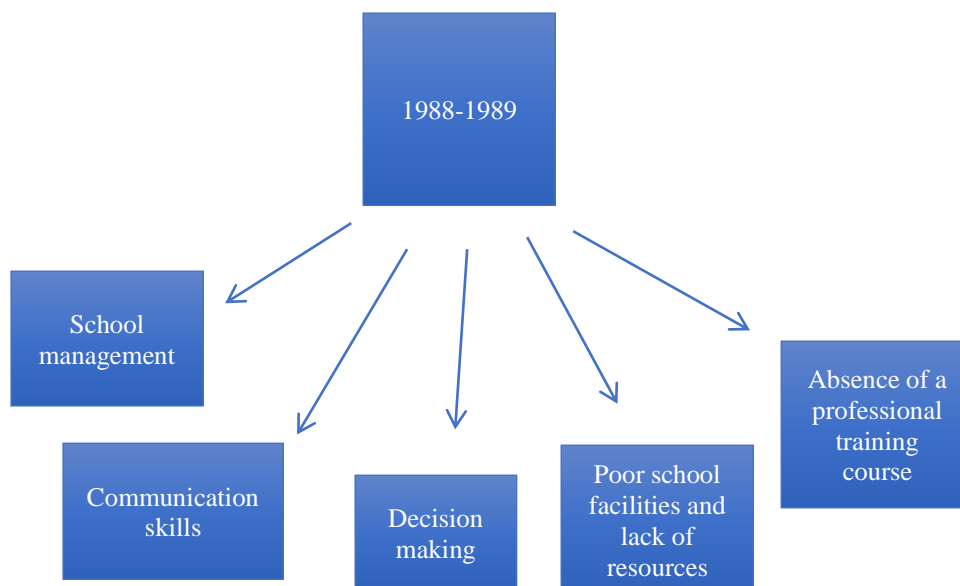 1988-1989
School
management
Communication
skills
Decision
making
Poor school
facilities and
lack of
resources
Absence of a
professional
training
course